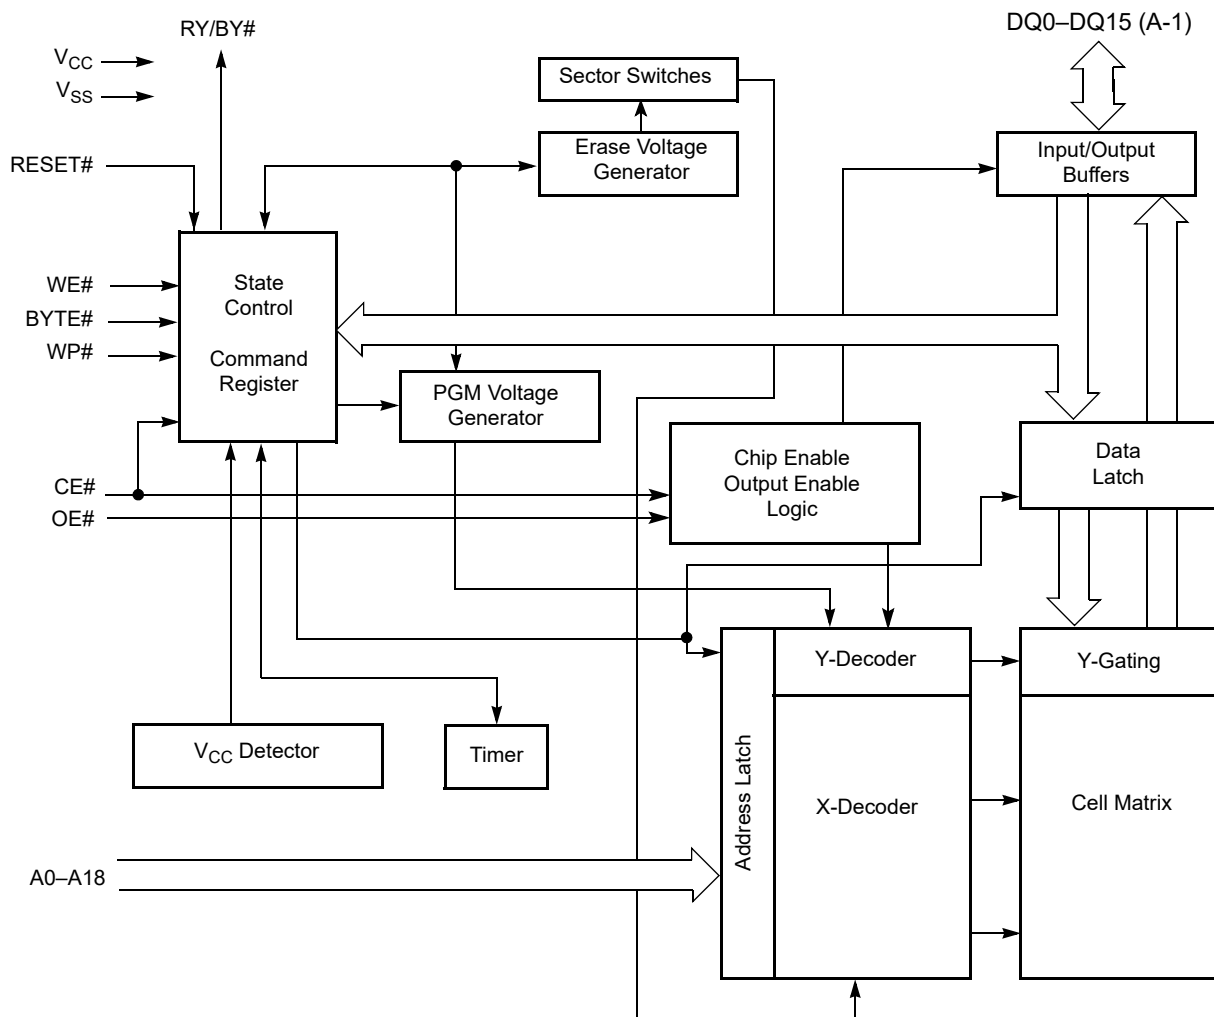 RY/BY#
DQ0–DQ15 (A-1)
VCC
VSS
Sector Switches
Erase Voltage
Generator
Input/Output
Buffers
RESET#
WE#
BYTE#
WP#
State
Control
Command
Register
PGM Voltage
Generator
Chip Enable
Output Enable
Logic
Data
Latch
CE#
OE#
Y-Decoder
Y-Gating
VCC Detector
Timer
Address Latch
X-Decoder
Cell Matrix
A0–A18